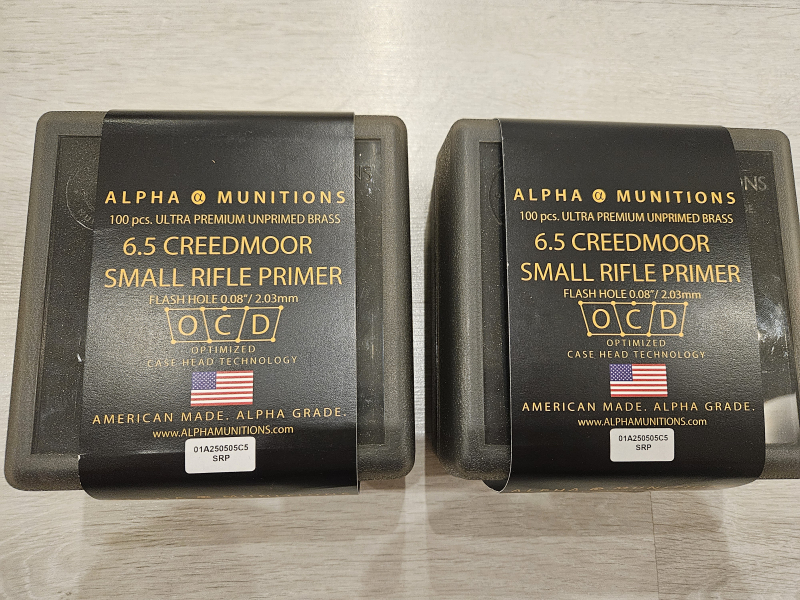 ALPHA α MUNITIONS
100 pcs. ULTRA PREMIUM UNPRIMED BRASS
6.5 CREEDMOOR
SMALL RIFLE PRIMER
FLASH HOLE 0.08"/ 2.03mm
OCD
OPTIMIZED
CASE HEAD TECHNOLOGY
AMERICAN MADE. ALPHA GRADE.
www.ALPHAMUNITIONS.com
01A250505C5
SRP
ALPHA α MUNITIONS
100 pcs. ULTRA PREMIUM UNPRIMED BRASS
6.5 CREEDMOOR
SMALL RIFLE PRIMER
FLASH HOLE 0.08"/ 2.03mm
OCD
OPTIMIZED
CASE HEAD TECHNOLOGY
AMERICAN MADE. ALPHA GRADE.
www.ALPHAMUNITIONS.com
01A250505C5
SRP